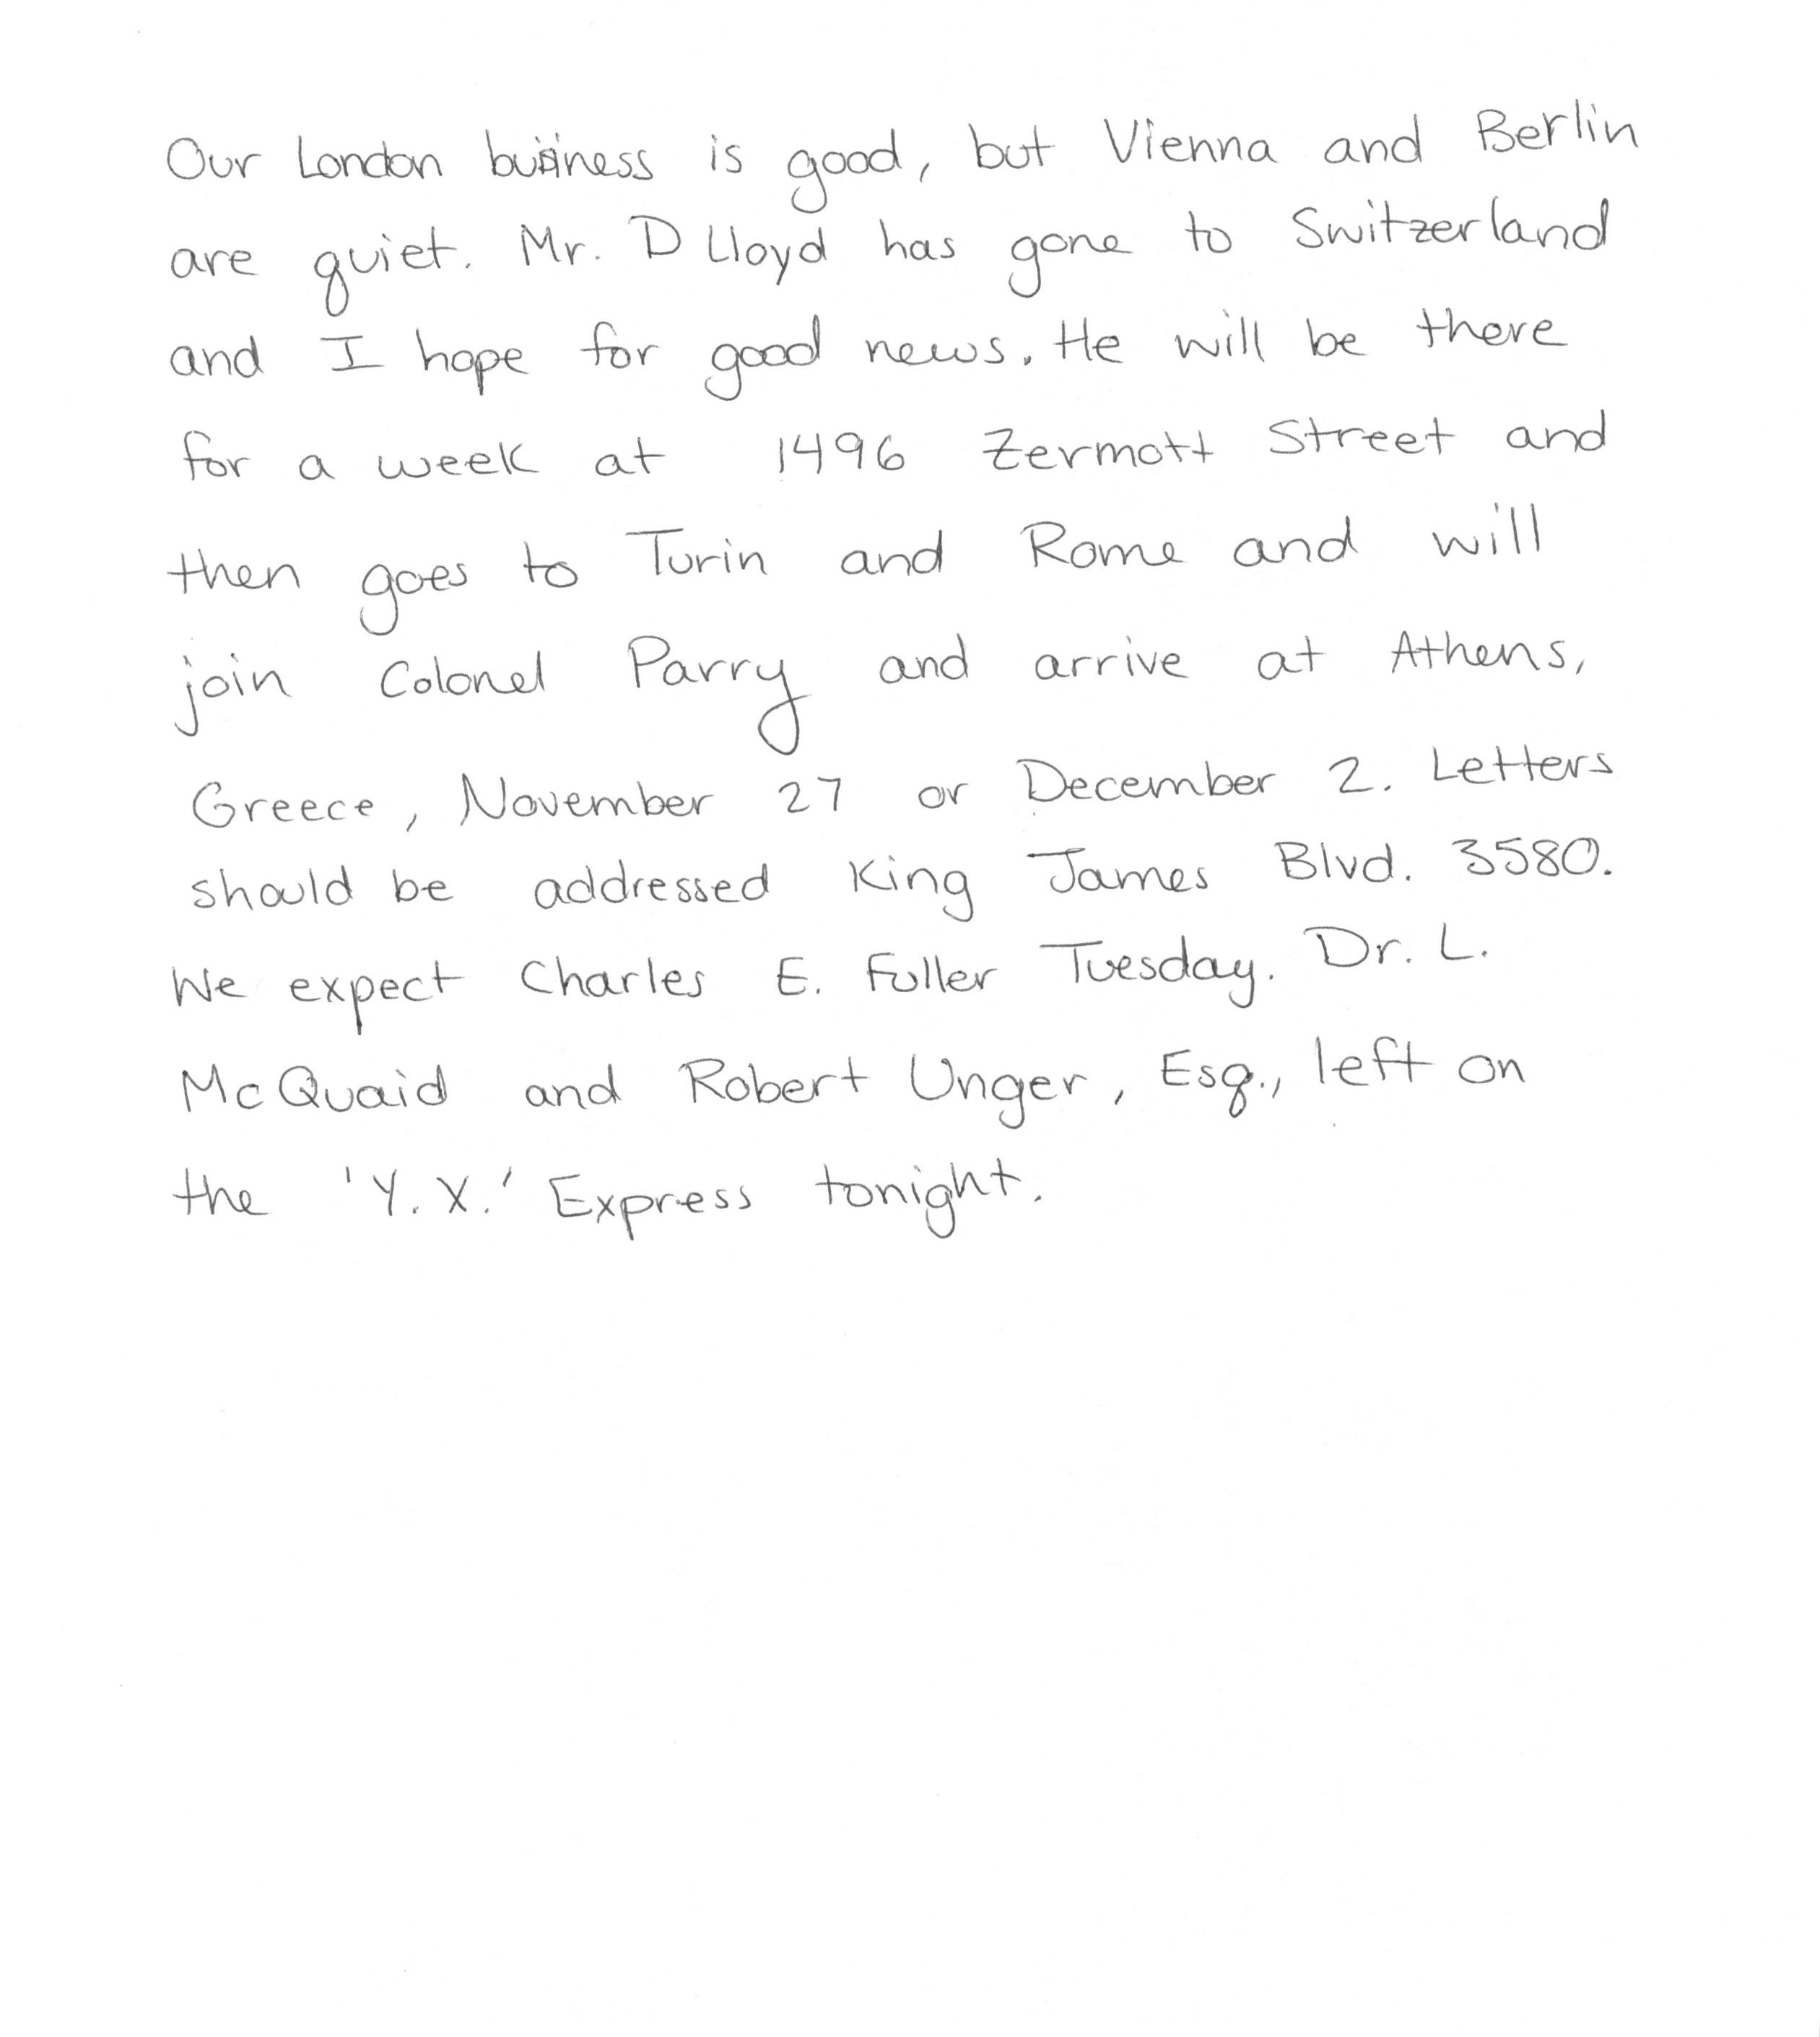 Our London business is good, but Vienna and Berlin
are quiet. Mr. D Lloyd has gone to Switzerland
and I hope for good news. He will be there
for a week at 1496 Zermott Street and
then goes to Turin and Rome and will
join Colonel Parry and arrive at Athens,
Greece, November 27 or December 2. Letters
should be addressed King James Blvd. 3580.
We expect Charles E. Fuller Tuesday. Dr. L.
McQuaid and Robert Unger, Esq., left on
the 'Y.X.' Express tonight.